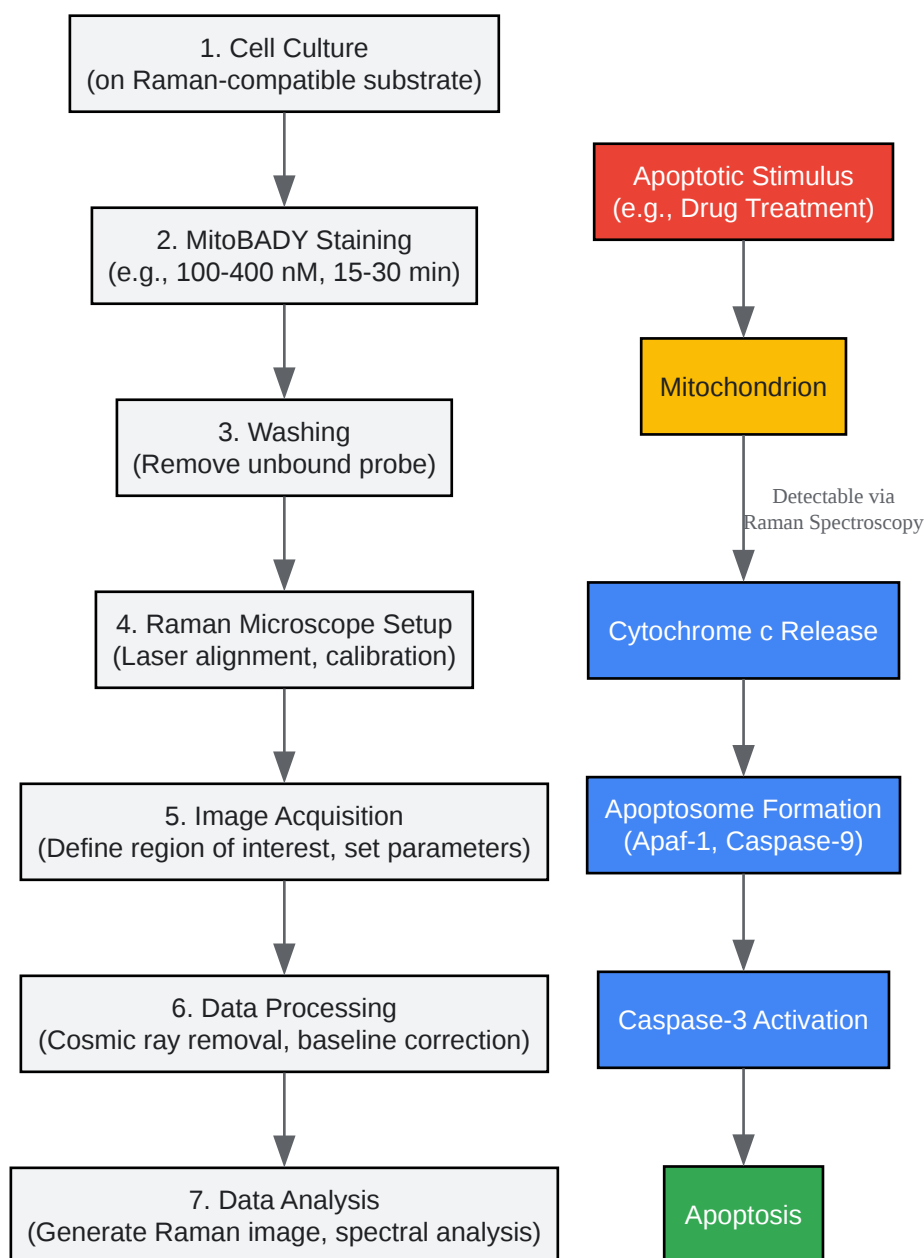 1. Cell Culture
(on Raman-compatible substrate)
2. MitoBADY Staining
(e.g., 100-400 nM, 15-30 min)
3. Washing
(Remove unbound probe)
4. Raman Microscope Setup
(Laser alignment, calibration)
5. Image Acquisition
(Define region of interest, set parameters)
6. Data Processing
(Cosmic ray removal, baseline correction)
7. Data Analysis
(Generate Raman image, spectral analysis)
Apoptotic Stimulus
(e.g., Drug Treatment)
Mitochondrion
Detectable via
Raman Spectroscopy
Cytochrome c Release
Apoptosome Formation
(Apaf-1, Caspase-9)
Caspase-3 Activation
Apoptosis